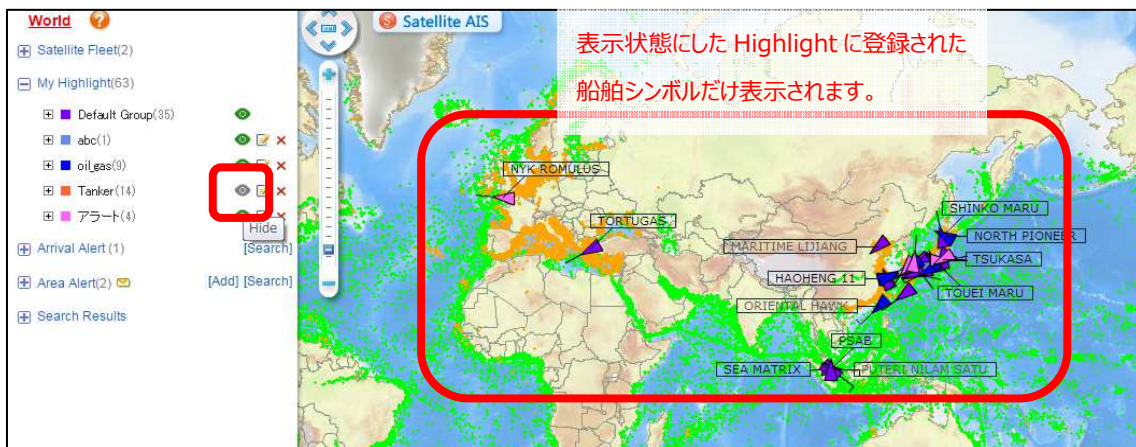 World
Satellite Fleet(2)
My Highlight(63)
Default Group(35)
abc(1)
oil_gas(9)
Tanker(14)
アラート(4)
Hide
Arrival Alert (1) [Search]
Area Alert(2) [Add] [Search]
Search Results
Satellite AIS
表示状態にした Highlight に登録された
船舶シンボルだけ表示されます。
NYK ROMULUS
TORTUGAS
SHINKO MARU
NORTH PIONEER
MARITIME LIJIANG
TSUKASA
HAOHENG 11
TOUEI MARU
ORIENTAL HAWK
PSAB
SEA MATRIX
PUTERI NILAM SATU